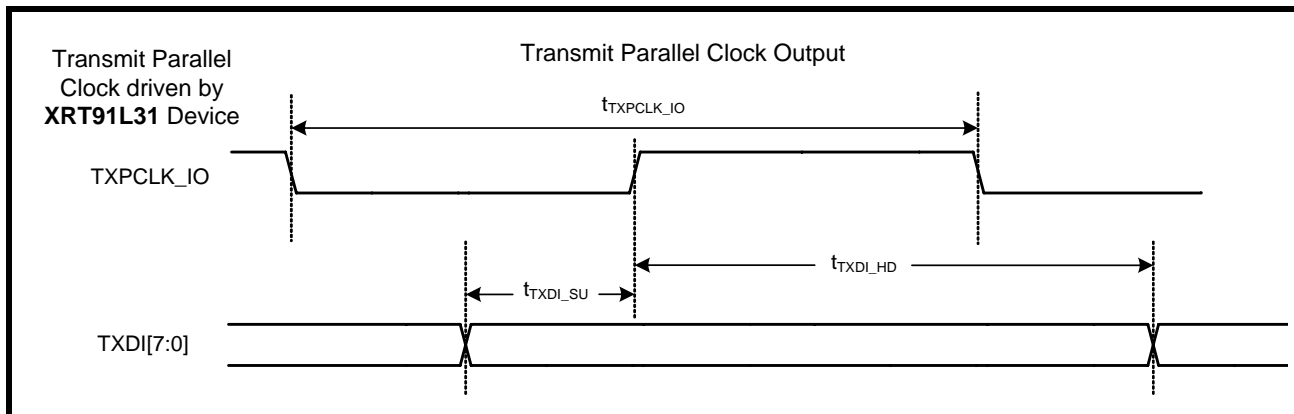 Transmit Parallel
Clock driven by
XRT91L31 Device
Transmit Parallel Clock Output
tTXPCLK_IO
TXPCLK_IO
tTXDI_HD
tTXDI_SU
TXDI[7:0]